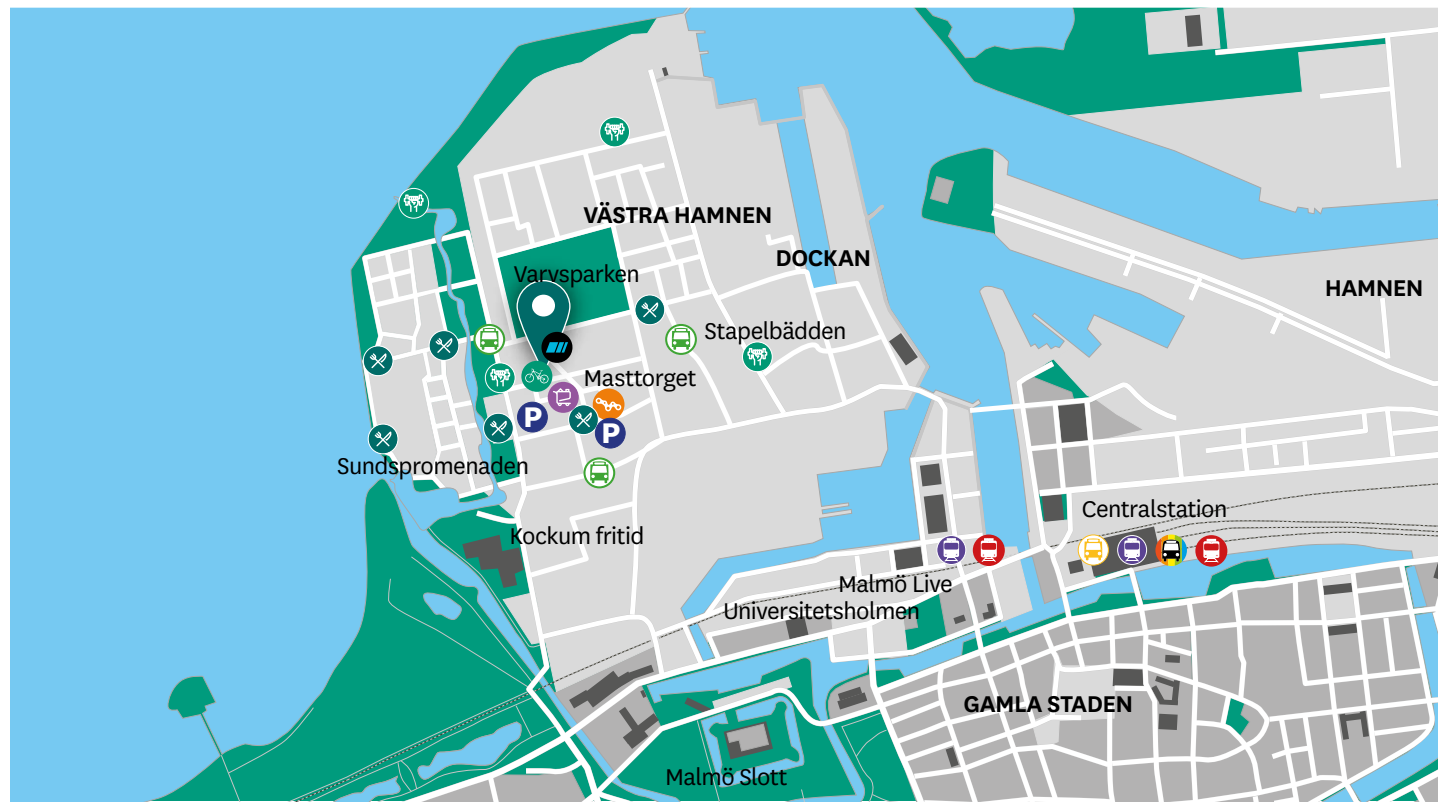 VÄSTRA HAMNEN
DOCKAN
Varvsparken
HAMNEN
Stapelbädden
Masttorget
P
P
Sundspromenaden
Centralstation
Kockum fritid
Malmö Live
Universitetsholmen
GAMLA STADEN
Malmö Slott